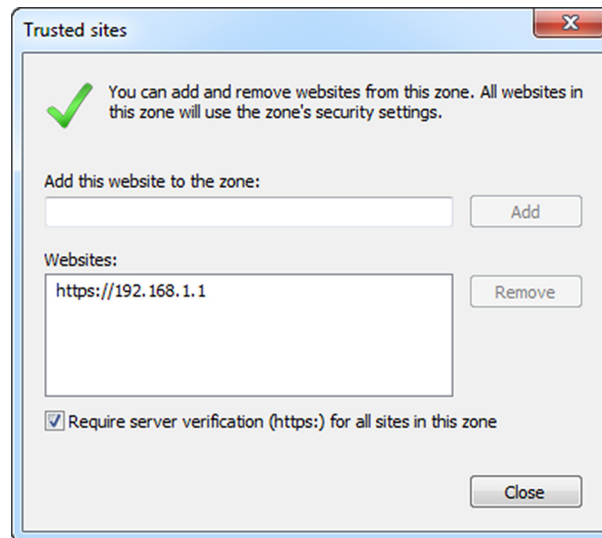 Trusted sites
You can add and remove websites from this zone. All websites in
this zone will use the zone's security settings.
Add this website to the zone:
Add
Websites:
https://192.168.1.1
Remove
Require server verification (https:) for all sites in this zone
Close